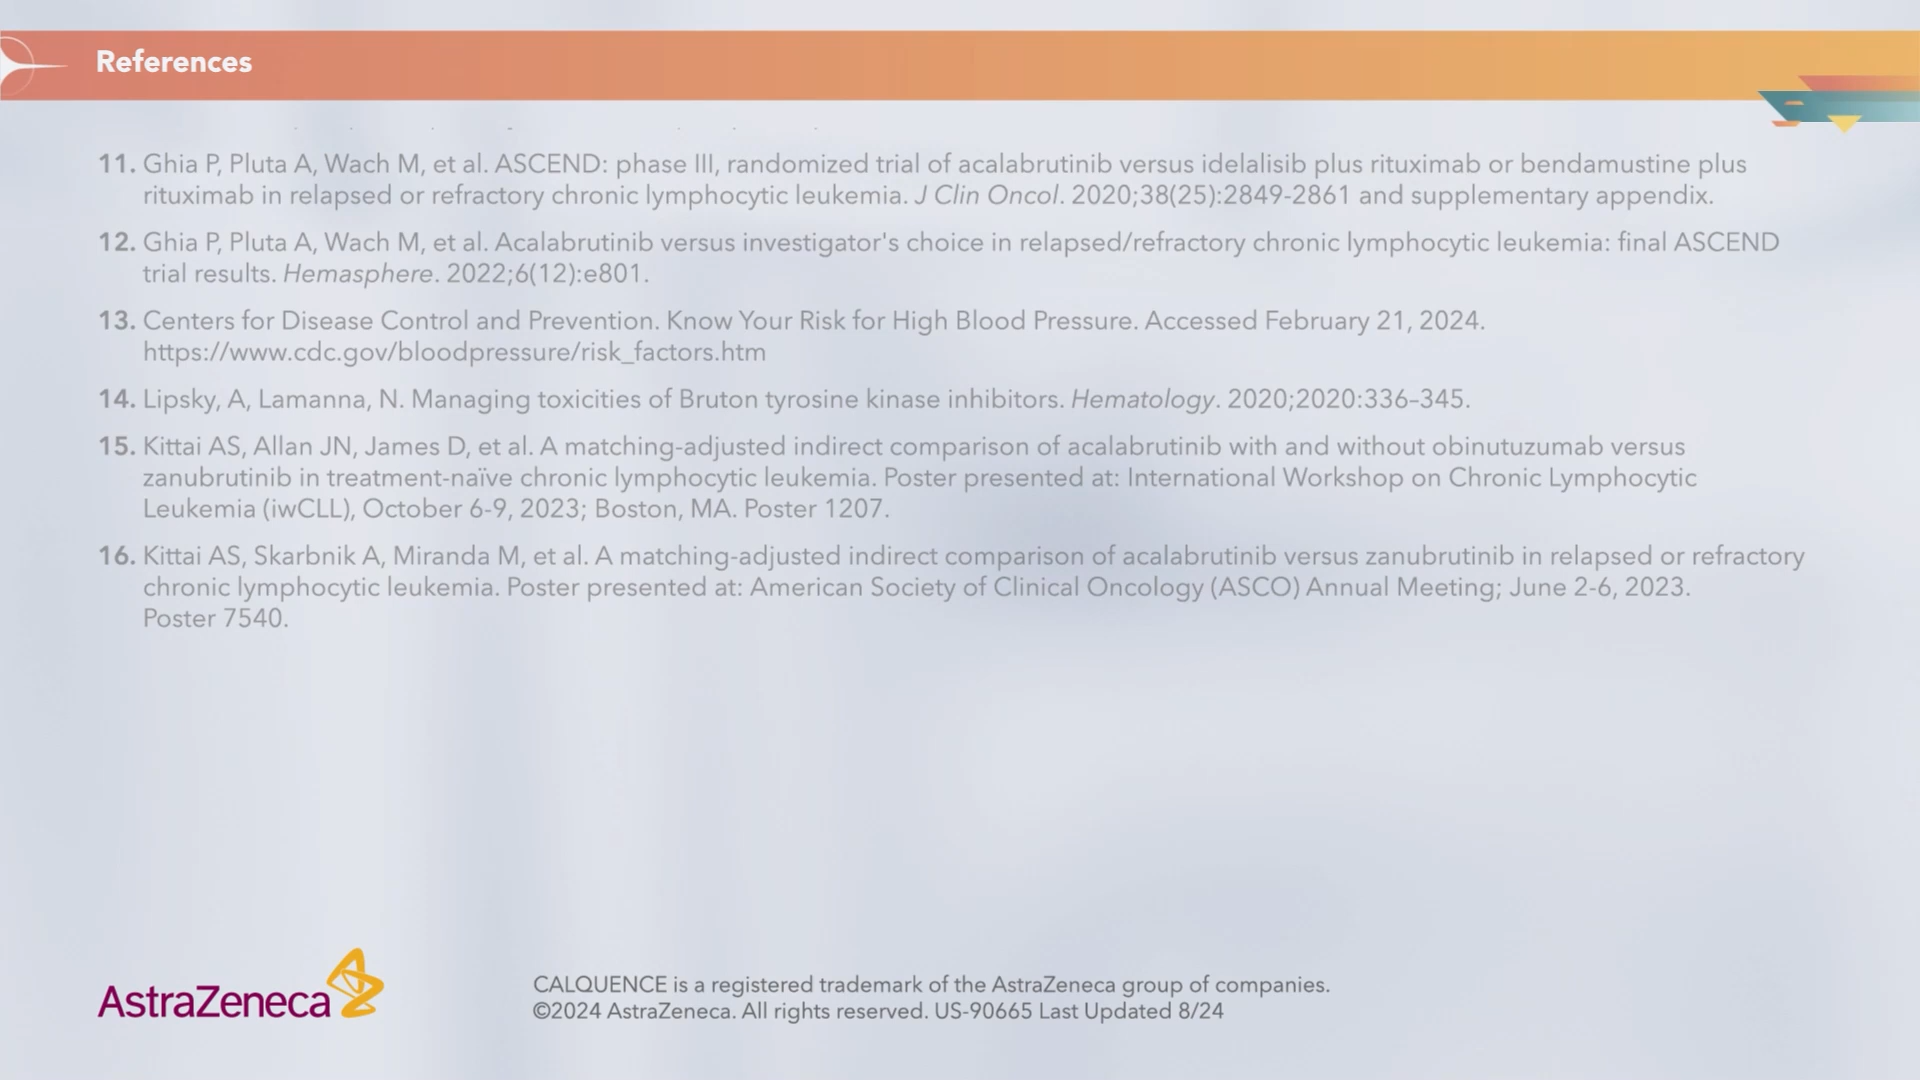 References
11. Ghia P, Pluta A, Wach M, et al. ASCEND: phase III, randomized trial of acalabrutinib versus idelalisib plus rituximab or bendamustine plus
rituximab in relapsed or refractory chronic lymphocytic leukemia. J Clin Oncol. 2020;38(25):2849-2861 and supplementary appendix.
12. Ghia P, Pluta A, Wach M, et al. Acalabrutinib versus investigator's choice in relapsed/refractory chronic lymphocytic leukemia: final ASCEND
trial results. Hemasphere. 2022;6(12):e801.
13. Centers for Disease Control and Prevention. Know Your Risk for High Blood Pressure. Accessed February 21, 2024.
https://www.cdc.gov/bloodpressure/risk_factors.htm
14. Lipsky, A, Lamanna, N. Managing toxicities of Bruton tyrosine kinase inhibitors. Hematology. 2020;2020:336–345.
15. Kittai AS, Allan JN, James D, et al. A matching-adjusted indirect comparison of acalabrutinib with and without obinutuzumab versus
zanubrutinib in treatment-naïve chronic lymphocytic leukemia. Poster presented at: International Workshop on Chronic Lymphocytic
Leukemia (iwCLL), October 6-9, 2023; Boston, MA. Poster 1207.
16. Kittai AS, Skarbnik A, Miranda M, et al. A matching-adjusted indirect comparison of acalabrutinib versus zanubrutinib in relapsed or refractory
chronic lymphocytic leukemia. Poster presented at: American Society of Clinical Oncology (ASCO) Annual Meeting; June 2-6, 2023.
Poster 7540.
AstraZeneca
CALQUENCE is a registered trademark of the AstraZeneca group of companies.
©2024 AstraZeneca. All rights reserved. US-90665 Last Updated 8/24